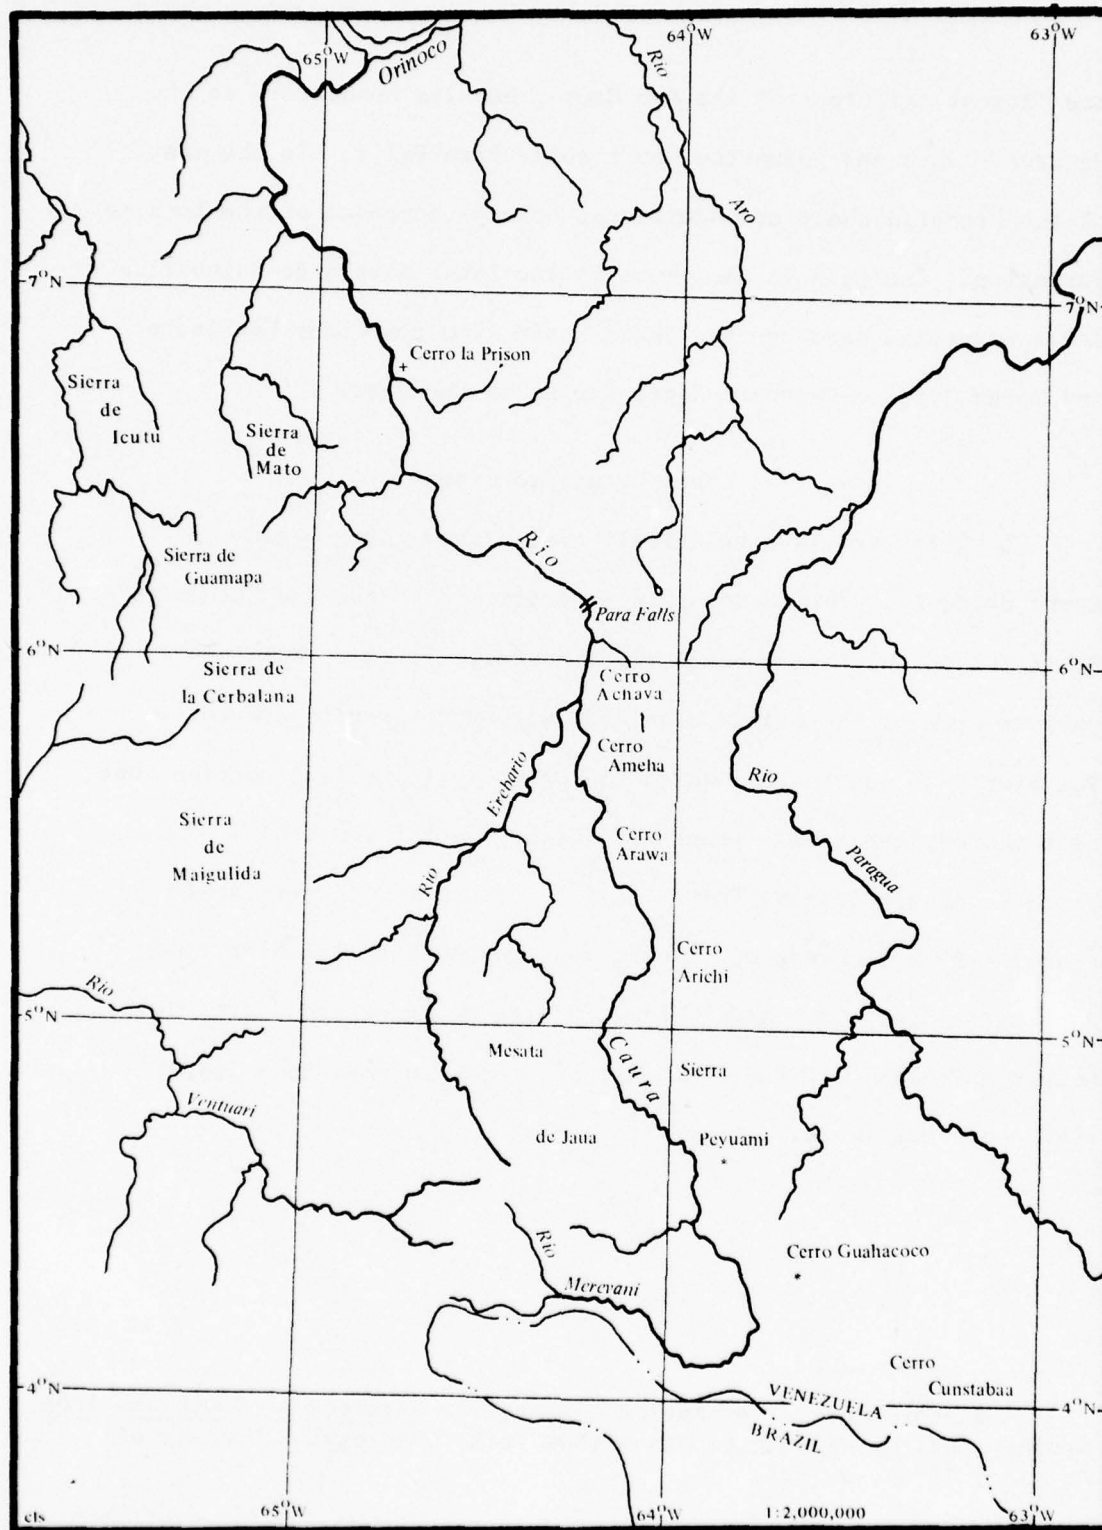 65°W
64°W
63°W
Orinoco
Rio
Aro
7°N
7°N
Cerro la Prison
Sierra
de
Icutu
Sierra
de
Mato
Sierra de
Guamapa
Rio
Para Falls
6°N
6°N
Sierra de
la Cerbalana
Cerro
Achava
Cerro
Ameha
Rio
Erebario
Sierra
de
Maigulida
Cerro
Arawa
Paragua
Rio
Cerro
Arichi
Rio
5°N
5°N
Mesata
Caura
Sierra
Ventuari
de Jaua
Peyuami
Rio
Cerro Guahacoco
Merevani
Cerro
Cunstabaa
4°N
4°N
VENEZUELA
BRAZIL
cls
65°W
64°W
1:2,000,000
63°W